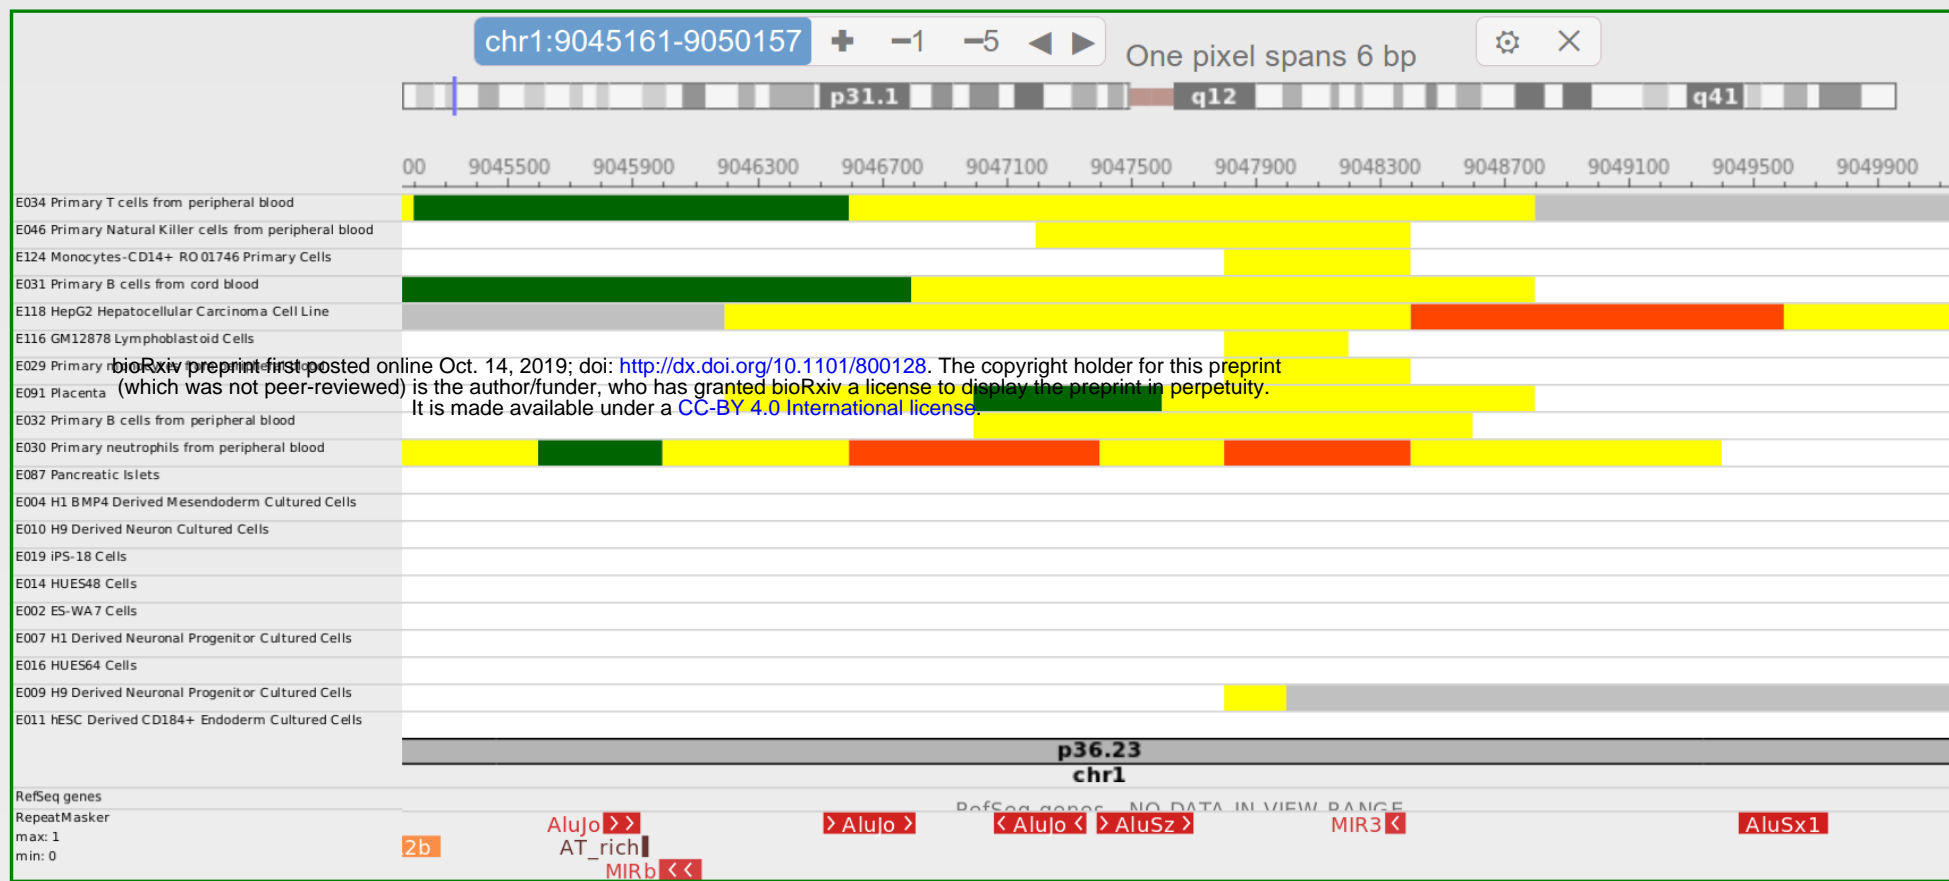 chr1:9045161-9050157 + −1 −5 ◀ ▶ One pixel spans 6 bp
p31.1 q12 q41
00 9045500 9045900 9046300 9046700 9047100 9047500 9047900 9048300 9048700 9049100 9049500 9049900
E034 Primary T cells from peripheral blood
E046 Primary Natural Killer cells from peripheral blood
E124 Monocytes-CD14+ RO01746 Primary Cells
E031 Primary B cells from cord blood
E118 HepG2 Hepatocellular Carcinoma Cell Line
E116 GM12878 Lymphoblastoid Cells
E029 Primary monocytes from peripheral blood
bioRxiv preprint first posted online Oct. 14, 2019; doi: http://dx.doi.org/10.1101/800128. The copyright holder for this preprint
E091 Placenta
(which was not peer-reviewed) is the author/funder, who has granted bioRxiv a license to display the preprint in perpetuity.
It is made available under a CC-BY 4.0 International license.
E032 Primary B cells from peripheral blood
E030 Primary neutrophils from peripheral blood
E087 Pancreatic Islets
E004 H1 BMP4 Derived Mesendoderm Cultured Cells
E010 H9 Derived Neuron Cultured Cells
E019 iPS-18 Cells
E014 HUES48 Cells
E002 ES-WA7 Cells
E007 H1 Derived Neuronal Progenitor Cultured Cells
E016 HUES64 Cells
E009 H9 Derived Neuronal Progenitor Cultured Cells
E011 hESC Derived CD184+ Endoderm Cultured Cells
p36.23
chr1
RefSeq genes
RefSeq genes - NO DATA IN VIEW RANGE
RepeatMasker
AluJo AluJo AluJo AluSz MIR3 AluSx1
max: 1
2b AT_rich
min: 0
MIRb